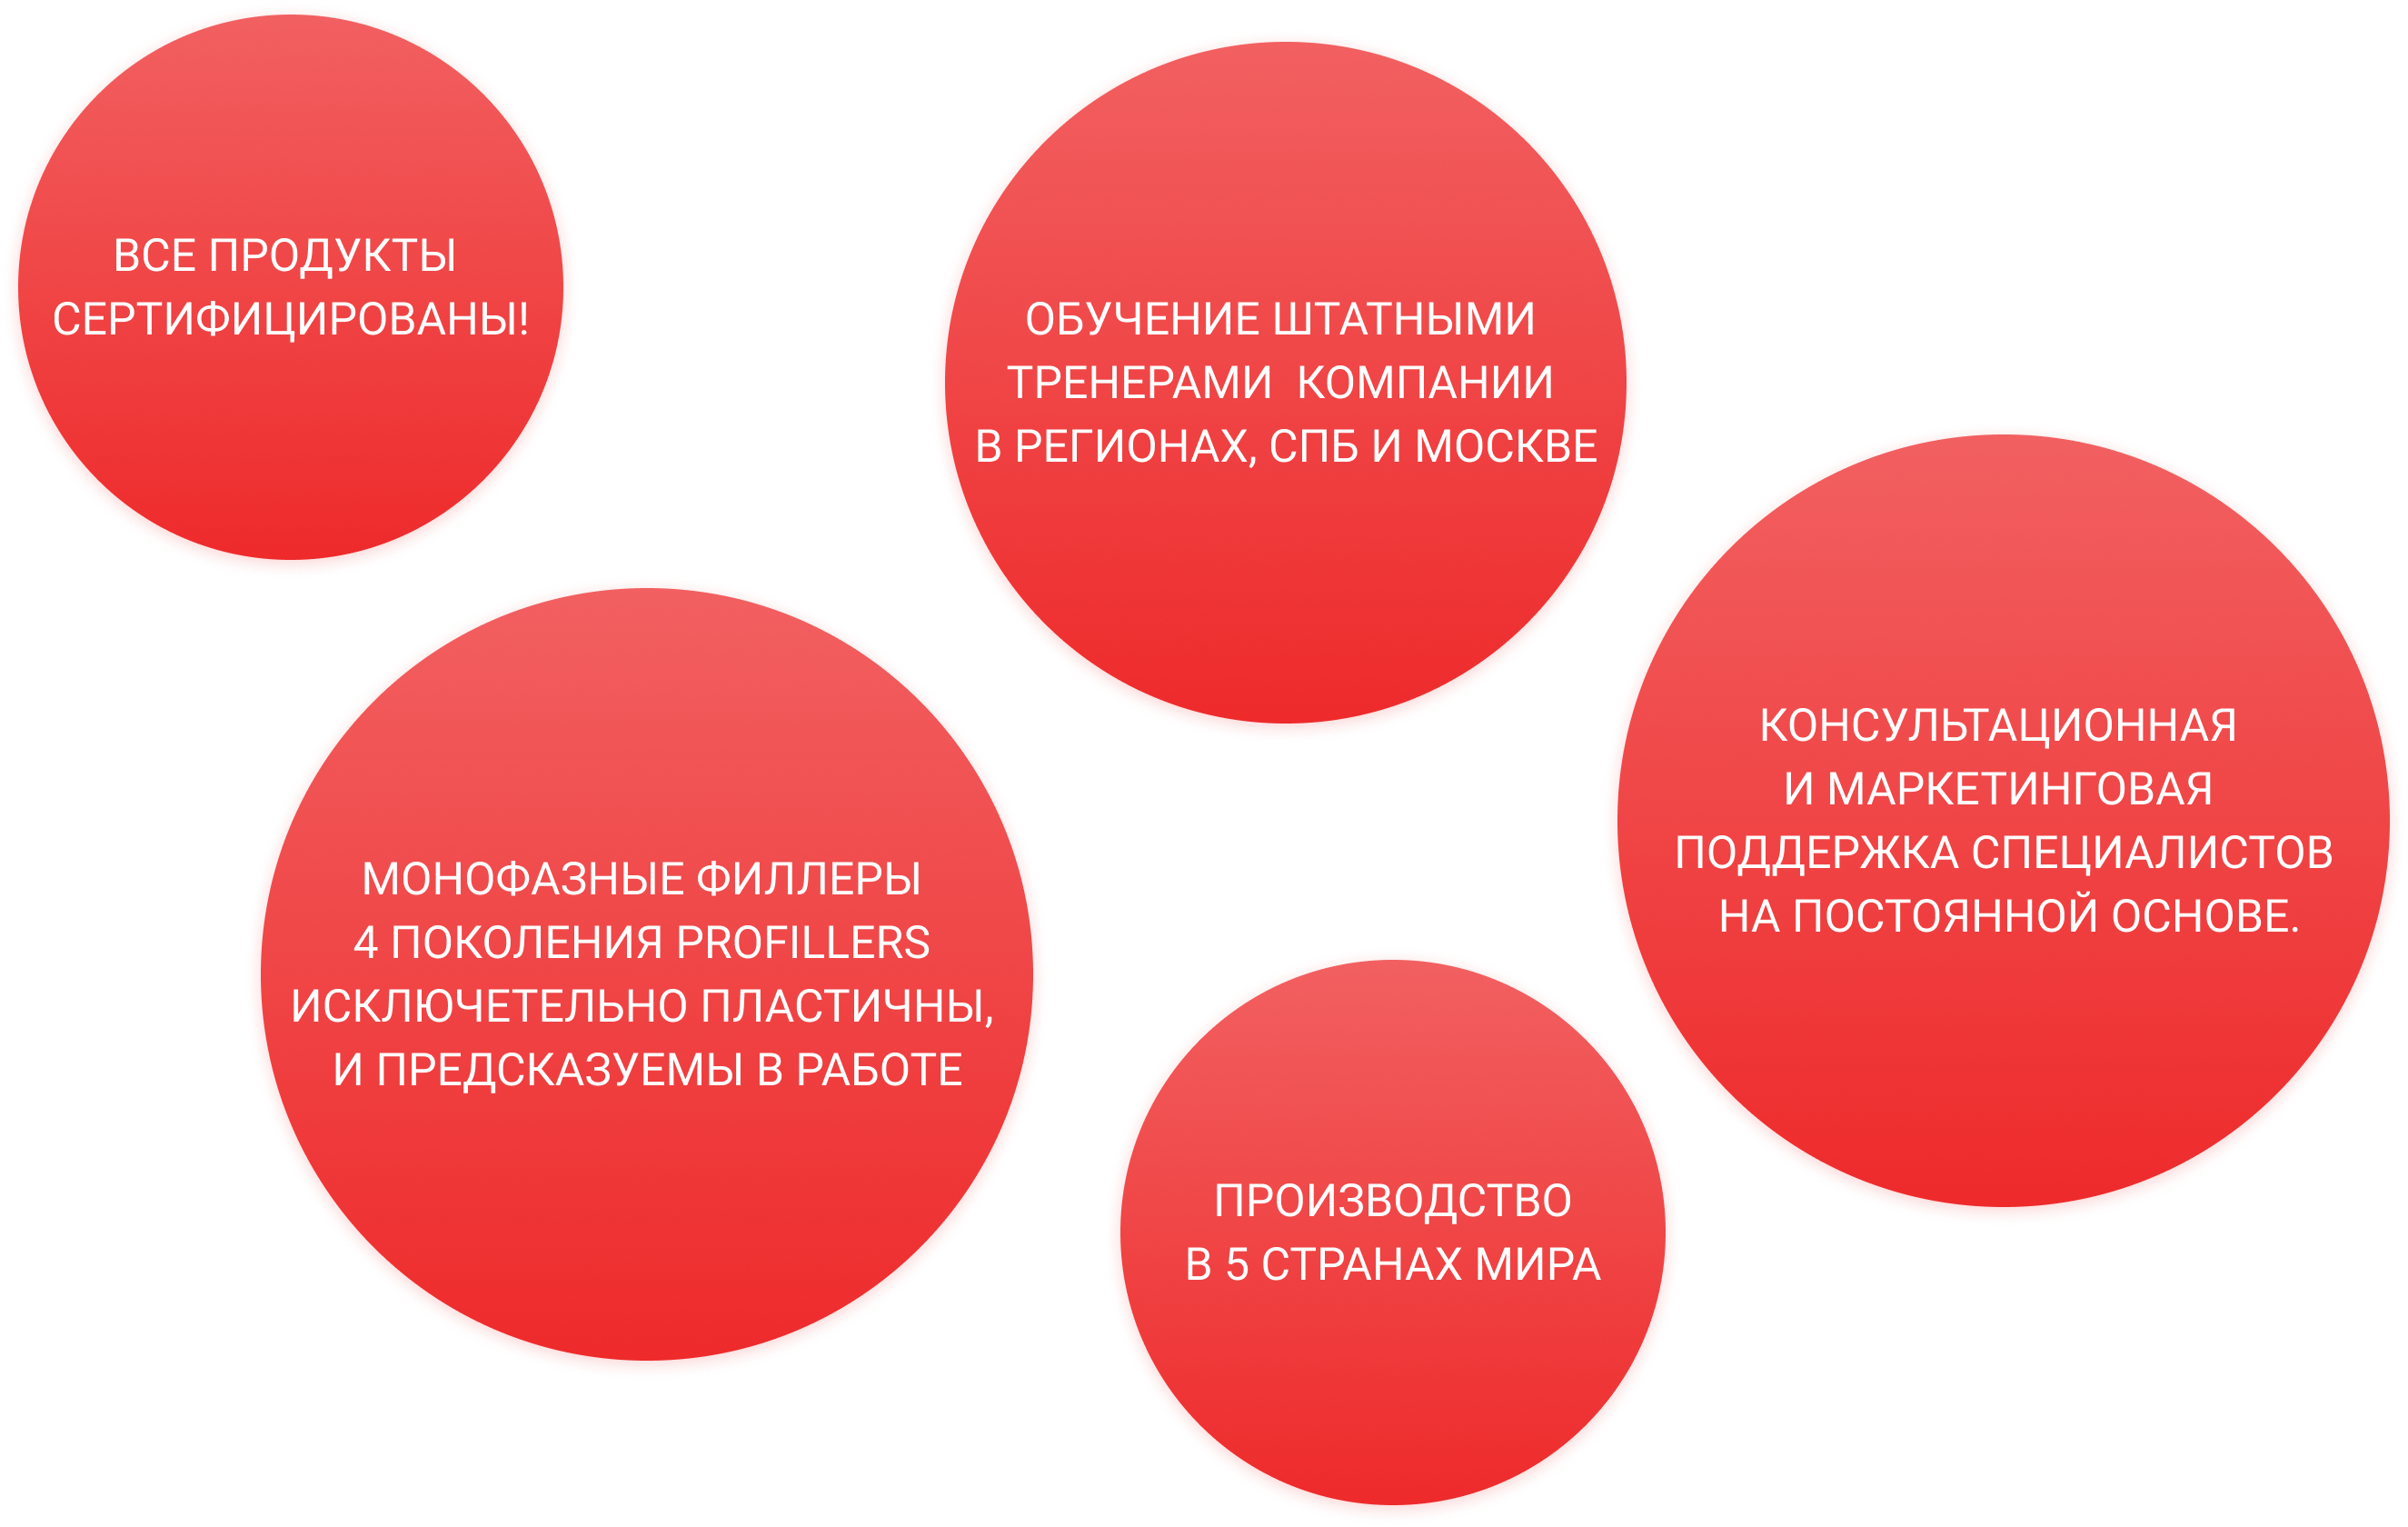 ВСЕ ПРОДУКТЫ
СЕРТИФИЦИРОВАНЫ!
ОБУЧЕНИЕ ШТАТНЫМИ
ТРЕНЕРАМИ  КОМПАНИИ
В РЕГИОНАХ, СПБ И МОСКВЕ
КОНСУЛЬТАЦИОННАЯ
И МАРКЕТИНГОВАЯ
ПОДДЕРЖКА СПЕЦИАЛИСТОВ
НА ПОСТОЯННОЙ ОСНОВЕ.
МОНОФАЗНЫЕ ФИЛЛЕРЫ
4 ПОКОЛЕНИЯ PROFILLERS
ИСКЛЮЧЕТЕЛЬНО ПЛАСТИЧНЫ,
И ПРЕДСКАЗУЕМЫ В РАБОТЕ
ПРОИЗВОДСТВО
В 5 СТРАНАХ МИРА